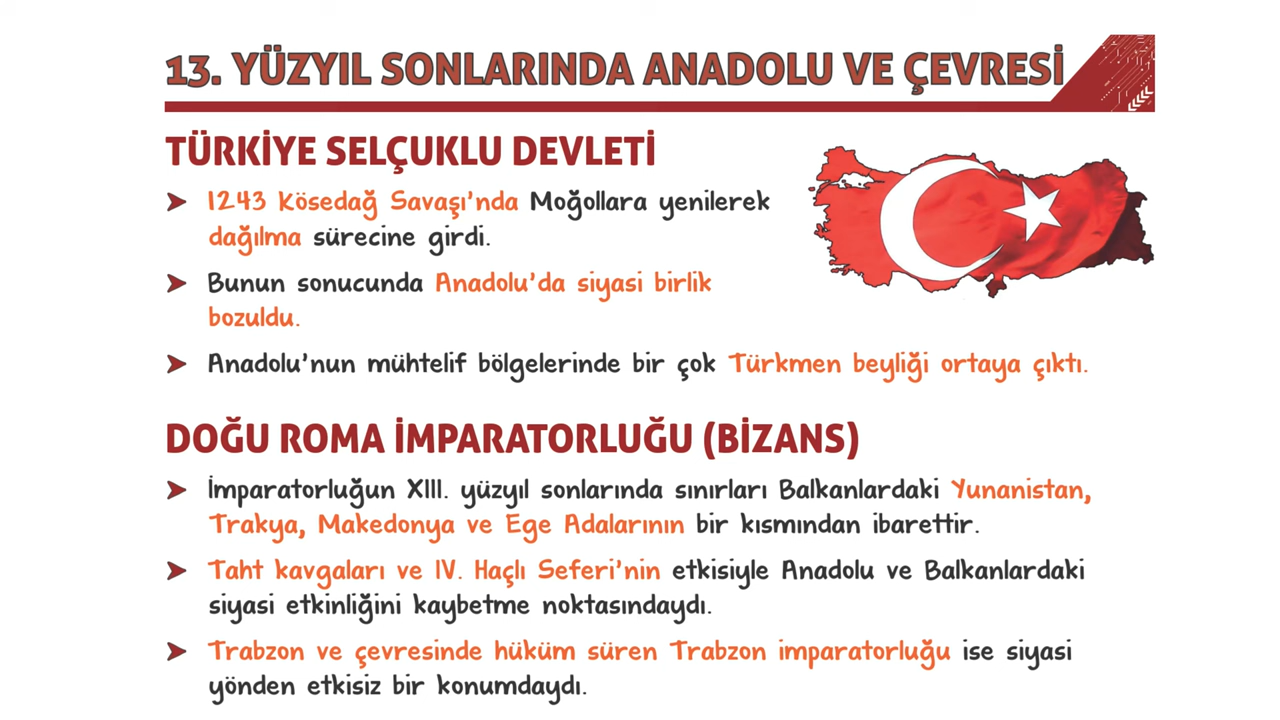 13. YÜZYIL SONLARINDA ANADOLU VE ÇEVRESİ
TÜRKİYE SELÇUKLU DEVLETİ
1243 Kösedağ Savaşı'nda Moğollara yenilerek
dağılma sürecine girdi.
Bunun sonucunda Anadolu'da siyasi birlik
bozuldu.
Anadolu'nun mühtelif bölgelerinde bir çok Türkmen beyliği ortaya çıktı.
DOĞU ROMA İMPARATORLUĞU (BİZANS)
İmparatorluğun XIII. yüzyıl sonlarında sınırları Balkanlardaki Yunanistan,
Trakya, Makedonya ve Ege Adalarının bir kısmından ibarettir.
Taht kavgaları ve IV. Haçlı Seferi'nin etkisiyle Anadolu ve Balkanlardaki
siyasi etkinliğini kaybetme noktasındaydı.
Trabzon ve çevresinde hüküm süren Trabzon imparatorluğu ise siyasi
yönden etkisiz bir konumdaydı.